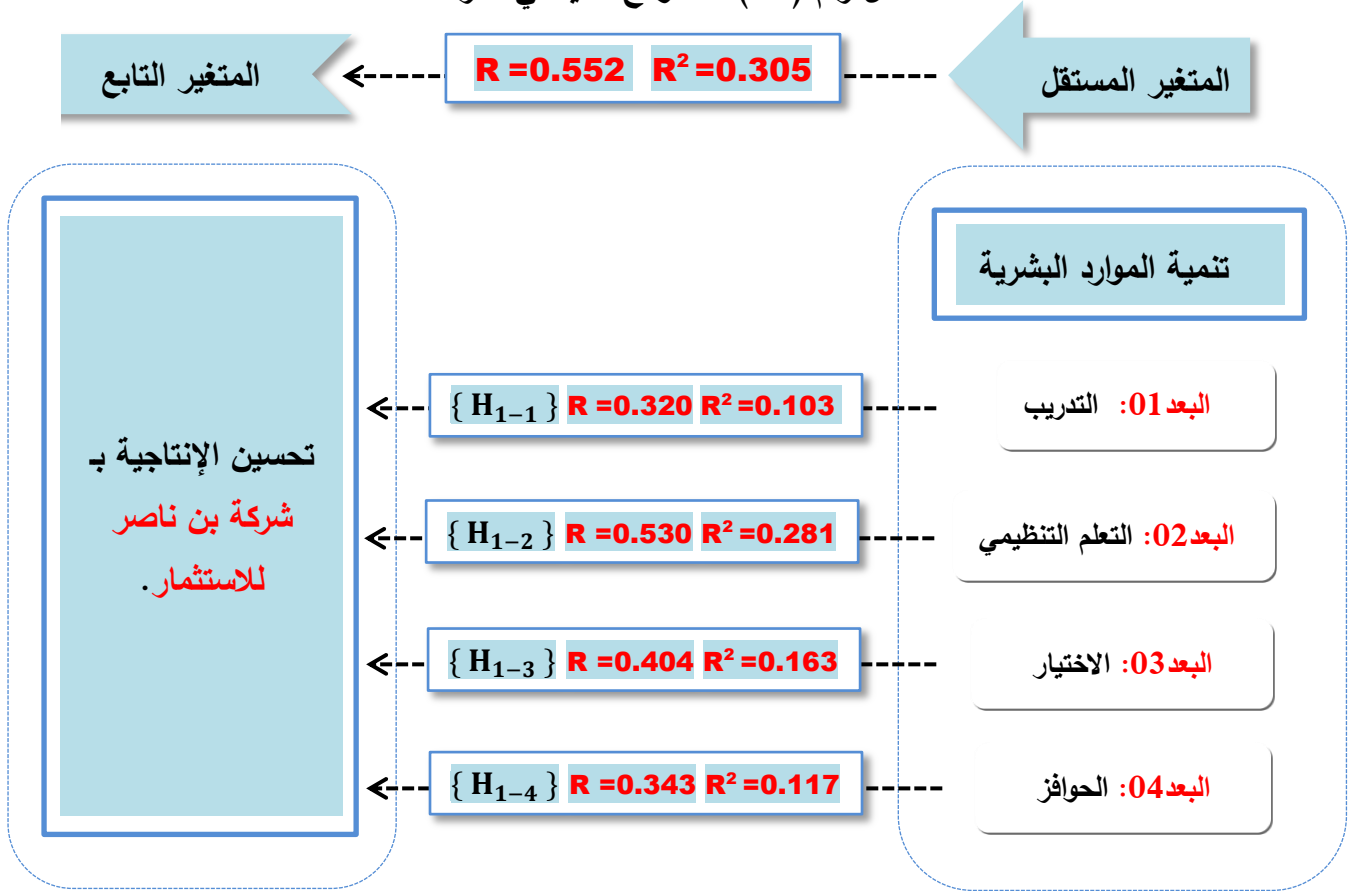 المتغير المستقل
R =0.552 R²=0.305
المتغير التابع
تنمية الموارد البشرية
البعد01: التدريب
{ H₁₋₁ } R =0.320 R²=0.103
البعد02: التعلم التنظيمي
{ H₁₋₂ } R =0.530 R²=0.281
البعد03: الاختيار
{ H₁₋₃ } R =0.404 R²=0.163
البعد04: الحوافز
{ H₁₋₄ } R =0.343 R²=0.117
تحسين الإنتاجية بـ
شركة بن ناصر
للاستثمار.